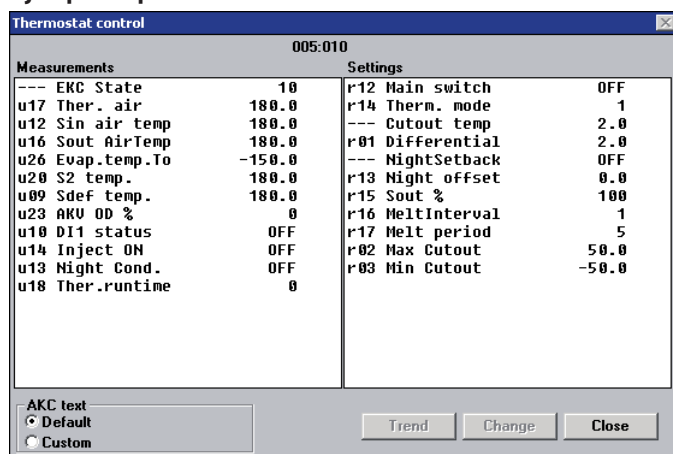 Thermostat control
005:010
Measurements
--- EKC State 10
u17 Ther. air 180.0
u12 Sin air temp 180.0
u16 Sout AirTemp 180.0
u26 Evap.temp.To -150.0
u20 S2 temp. 180.0
u09 Sdef temp. 180.0
u23 AKV OD % 0
u10 DI1 status OFF
u14 Inject ON OFF
u13 Night Cond. OFF
u18 Ther.runtime 0
Settings
r12 Main switch OFF
r14 Therm. mode 1
--- Cutout temp 2.0
r01 Differential 2.0
--- NightSetback OFF
r13 Night offset 0.0
r15 Sout % 100
r16 MeltInterval 1
r17 Melt period 5
r02 Max Cutout 50.0
r03 Min Cutout -50.0
AKC text
Default
Custom
Trend Change Close